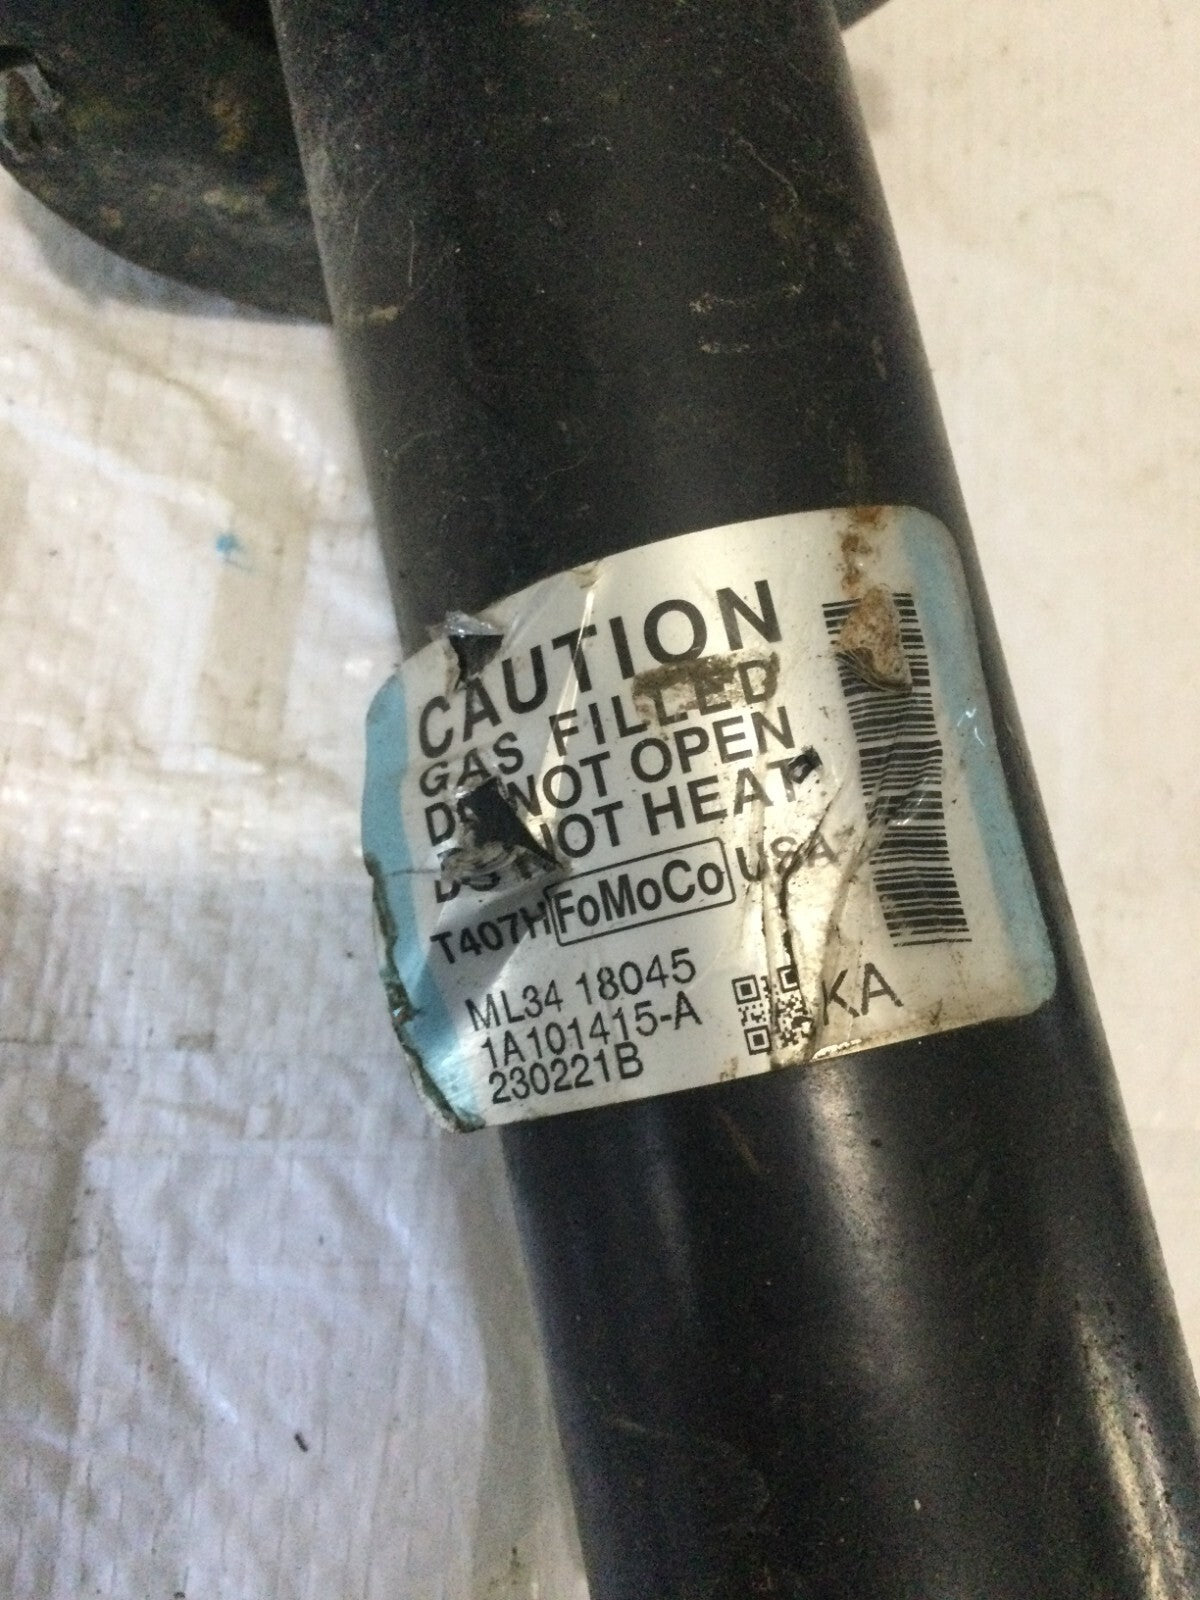 CAUTION
GAS FILLED
DO NOT OPEN
DO NOT HEAT
T407H FoMoCo USA
ML34 18045
1A101415-A
230221B
KA